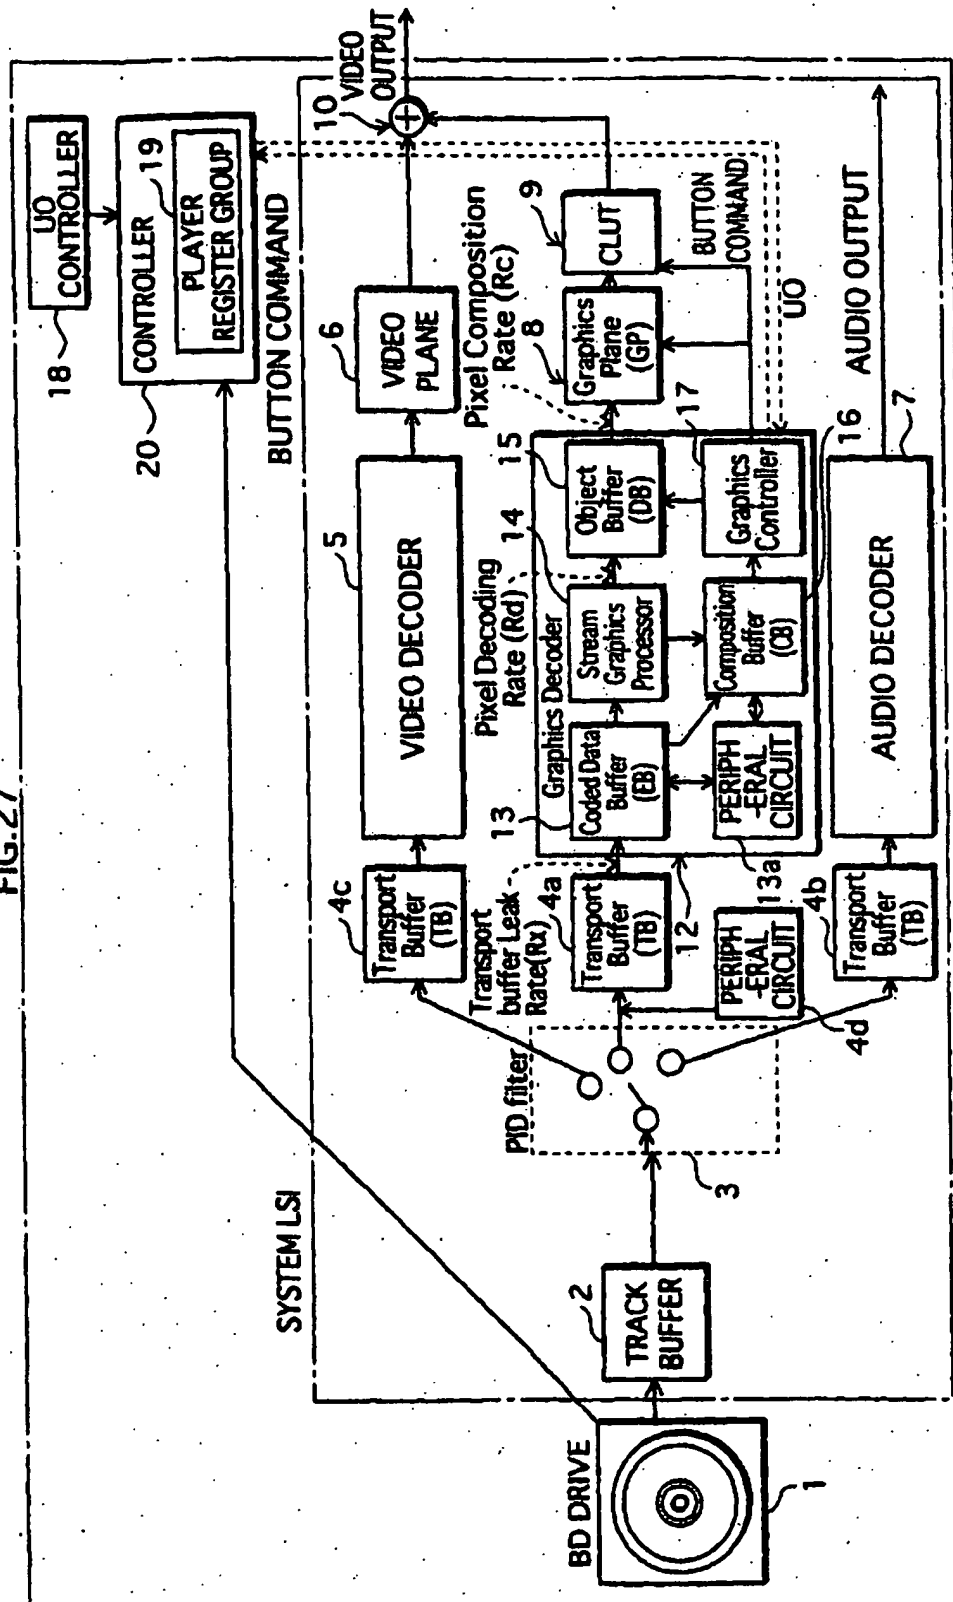 FIG.27
18
UO
CONTROLLER
20
CONTROLLER
19
PLAYER
REGISTER GROUP
BUTTON COMMAND
SYSTEM LSI
BD DRIVE
1
2
TRACK
BUFFER
PID filter
3
4c
Transport
Buffer
(TB)
5
VIDEO DECODER
6
VIDEO
PLANE
10
VIDEO
OUTPUT
Transport
buffer Leak
Rate(Rx)
4a
Transport
Buffer
(TB)
PERIPH
-ERAL
CIRCUIT
4d
12
Graphics Decoder
13
Coded Data
Buffer
(EB)
PERIPH
-ERAL
CIRCUIT
13a
Pixel Decoding
Rate (Rd)
14
Stream
Graphics
Processor
Composition
Buffer
(CB)
16
15
Object
Buffer
(DB)
17
Graphics
Controller
Pixel Composition
Rate (Rc)
8
Graphics
Plane
(GP)
9
CLUT
BUTTON
COMMAND
UO
4b
Transport
Buffer
(TB)
AUDIO DECODER
7
AUDIO OUTPUT